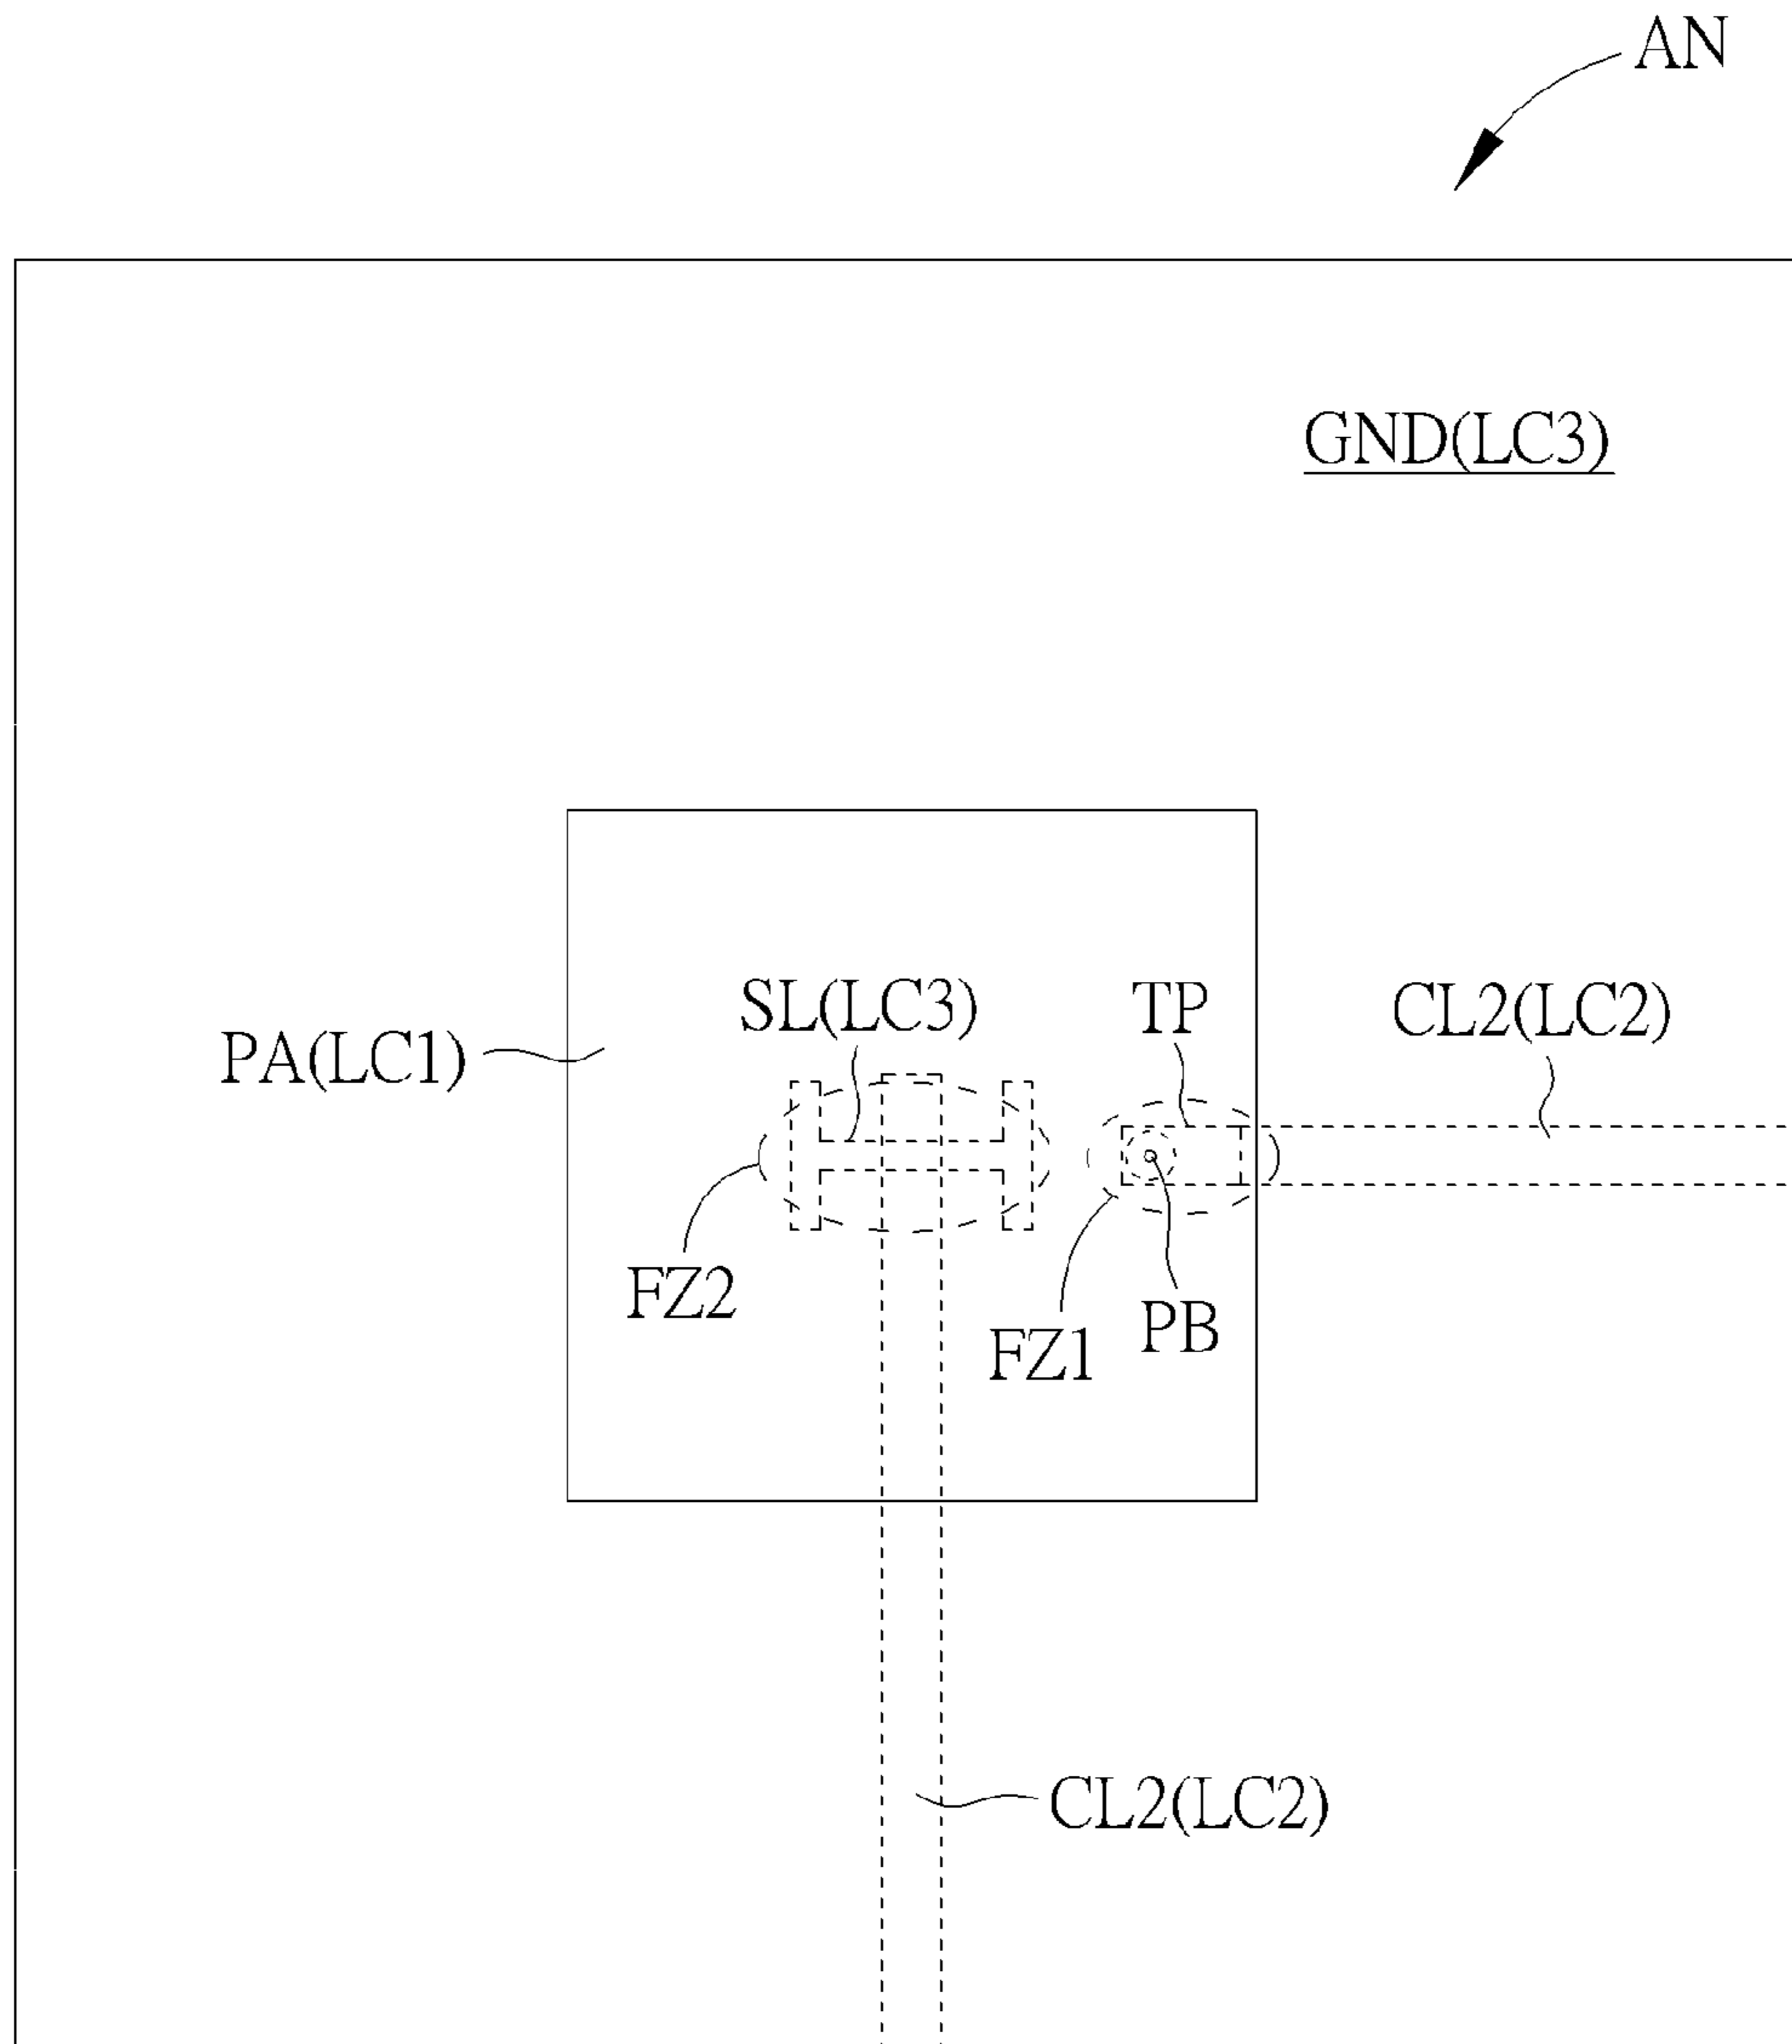 AN
GND(LC3)
SL(LC3)
TP
CL2(LC2)
PA(LC1)
FZ2
FZ1
PB
CL2(LC2)